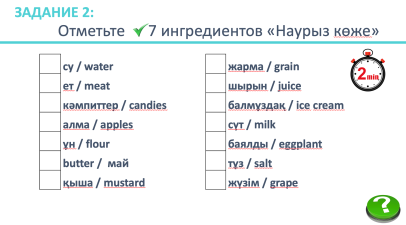 ЗАДАНИЕ 2:
Отметьте 7 ингредиентов «Наурыз көже»
су / water
ет / meat
кәмпиттер / candies
алма / apples
ұн / flour
butter / май
қыша / mustard
жарма / grain
шырын / juice
балмұздақ / ice cream
сүт / milk
баялды / eggplant
тұз / salt
жүзім / grape
2 min